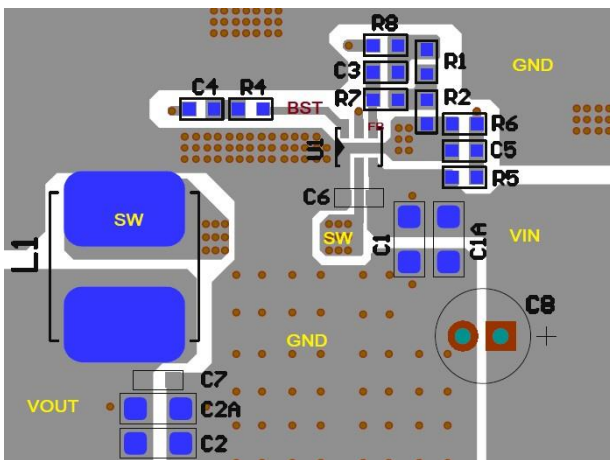 R8
R1
GND
C3
C4
R4
R7
R2
BST
FB
R6
U1
C5
R5
C6
SW
L1
SW
C1
C1A
VIN
C8
GND
+
C7
VOUT
C2A
C2